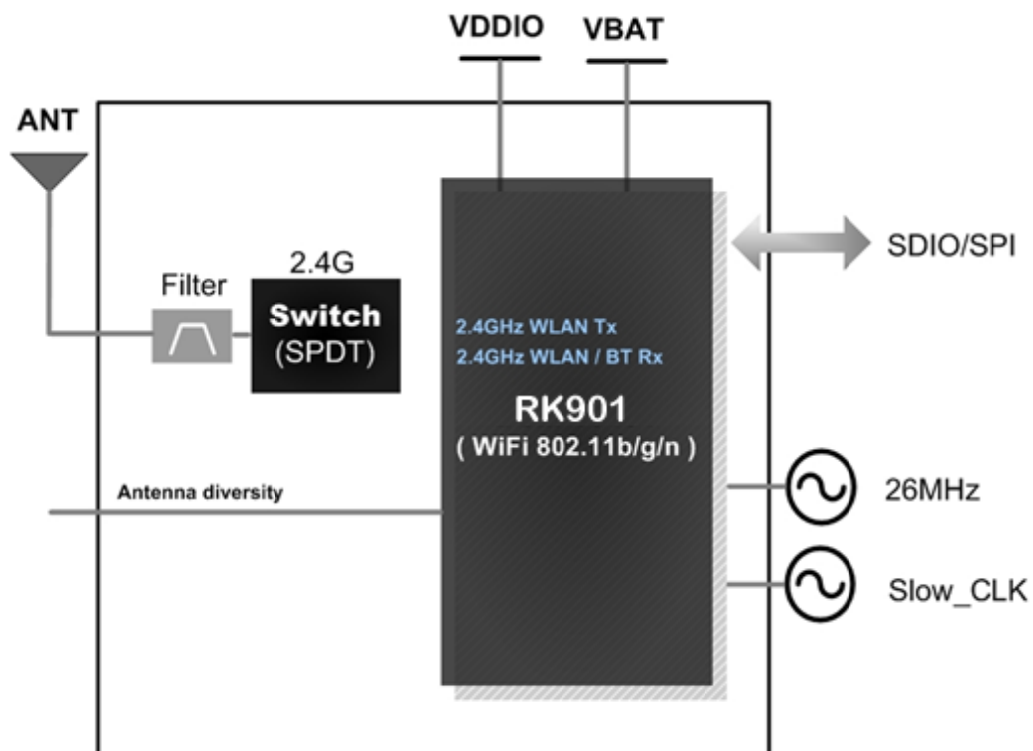 VDDIO
VBAT
ANT
SDIO/SPI
2.4G
Filter
Switch
(SPDT)
2.4GHz WLAN Tx
2.4GHz WLAN / BT Rx
RK901
( WiFi 802.11b/g/n )
Antenna diversity
26MHz
Slow_CLK